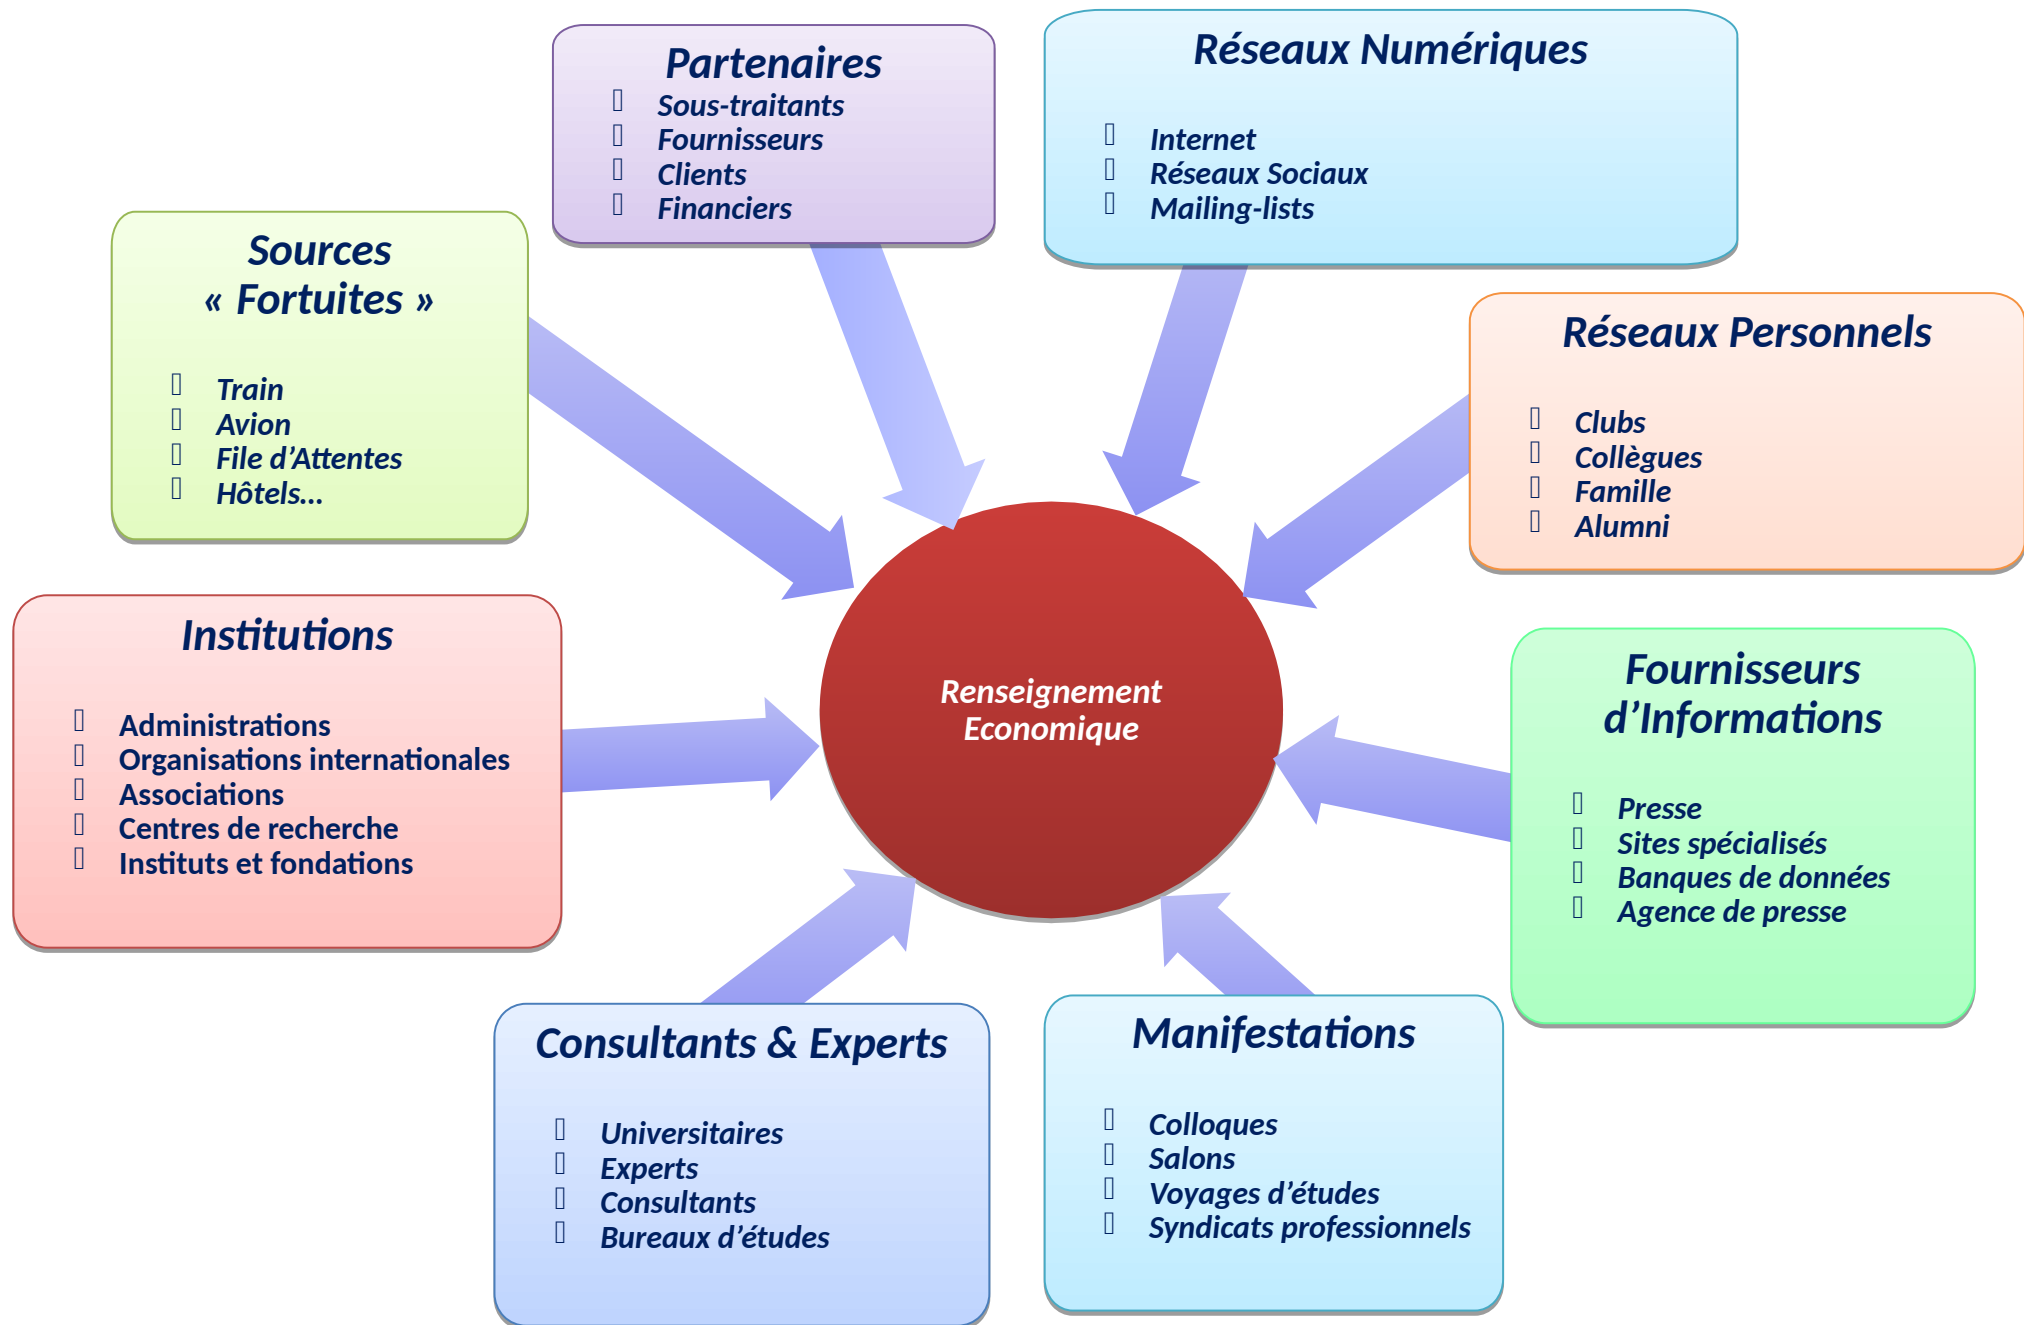 Partenaires
Sous-traitants
Fournisseurs
Clients
Financiers
Réseaux Numériques
Internet
Réseaux Sociaux
Mailing-lists
Sources
« Fortuites »
Train
Avion
File d’Attentes
Hôtels...
Réseaux Personnels
Clubs
Collègues
Famille
Alumni
Institutions
Administrations
Organisations internationales
Associations
Centres de recherche
Instituts et fondations
Renseignement
Economique
Fournisseurs
d’Informations
Presse
Sites spécialisés
Banques de données
Agence de presse
Consultants & Experts
Universitaires
Experts
Consultants
Bureaux d’études
Manifestations
Colloques
Salons
Voyages d’études
Syndicats professionnels